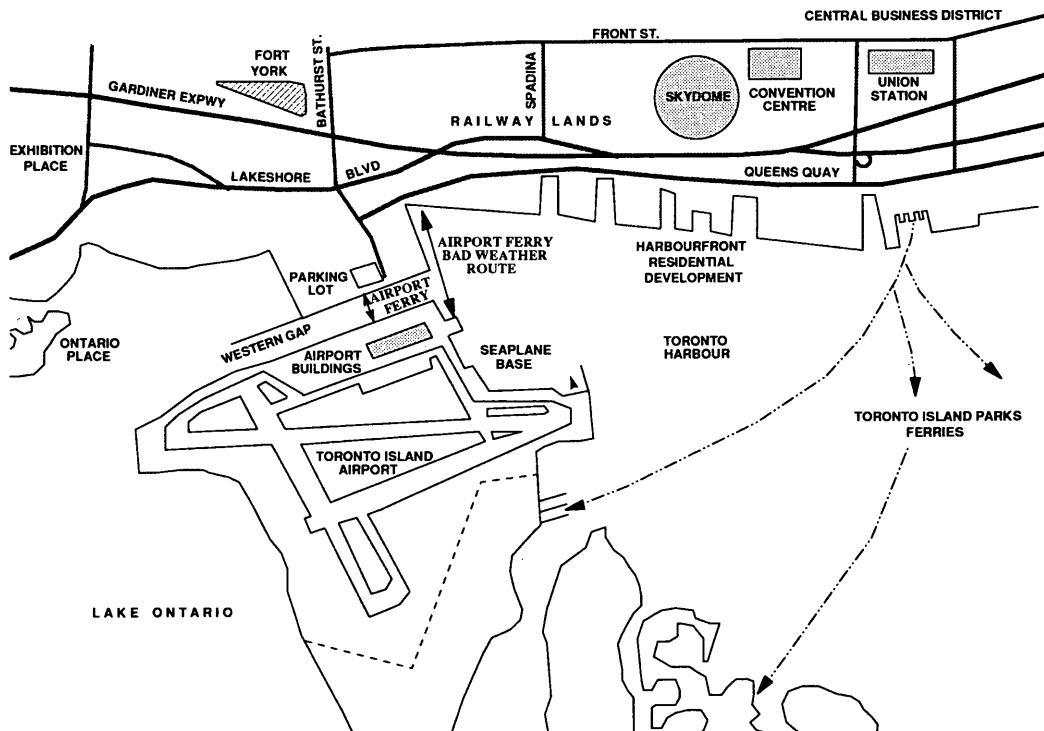 CENTRAL BUSINESS DISTRICT
FRONT ST.
FORT
YORK
BATHURST ST.
SPADINA
GARDINER EXPWY
SKYDOME
CONVENTION
CENTRE
UNION
STATION
RAILWAY LANDS
EXHIBITION
PLACE
LAKESHORE
BLVD
QUEENS QUAY
AIRPORT FERRY
BAD WEATHER
ROUTE
HARBOURFRONT
RESIDENTIAL
DEVELOPMENT
PARKING
LOT
AIRPORT
FERRY
WESTERN GAP
ONTARIO
PLACE
AIRPORT
BUILDINGS
SEAPLANE
BASE
TORONTO
HARBOUR
TORONTO ISLAND PARKS
FERRIES
TORONTO ISLAND
AIRPORT
LAKE ONTARIO